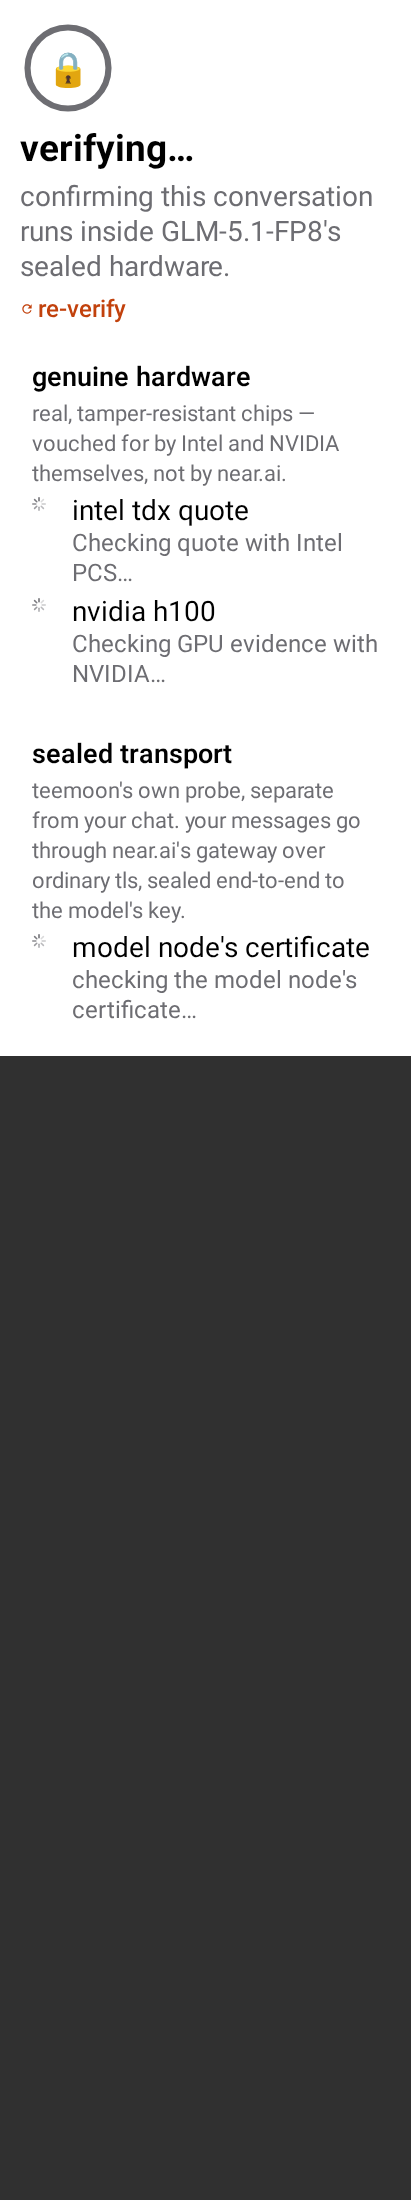 verifying…
confirming this conversation
runs inside GLM-5.1-FP8's
sealed hardware.
re-verify
genuine hardware
real, tamper-resistant chips —
vouched for by Intel and NVIDIA
themselves, not by near.ai.
intel tdx quote
Checking quote with Intel
PCS…
nvidia h100
Checking GPU evidence with
NVIDIA…
sealed transport
teemoon's own probe, separate
from your chat. your messages go
through near.ai's gateway over
ordinary tls, sealed end-to-end to
the model's key.
model node's certificate
checking the model node's
certificate…